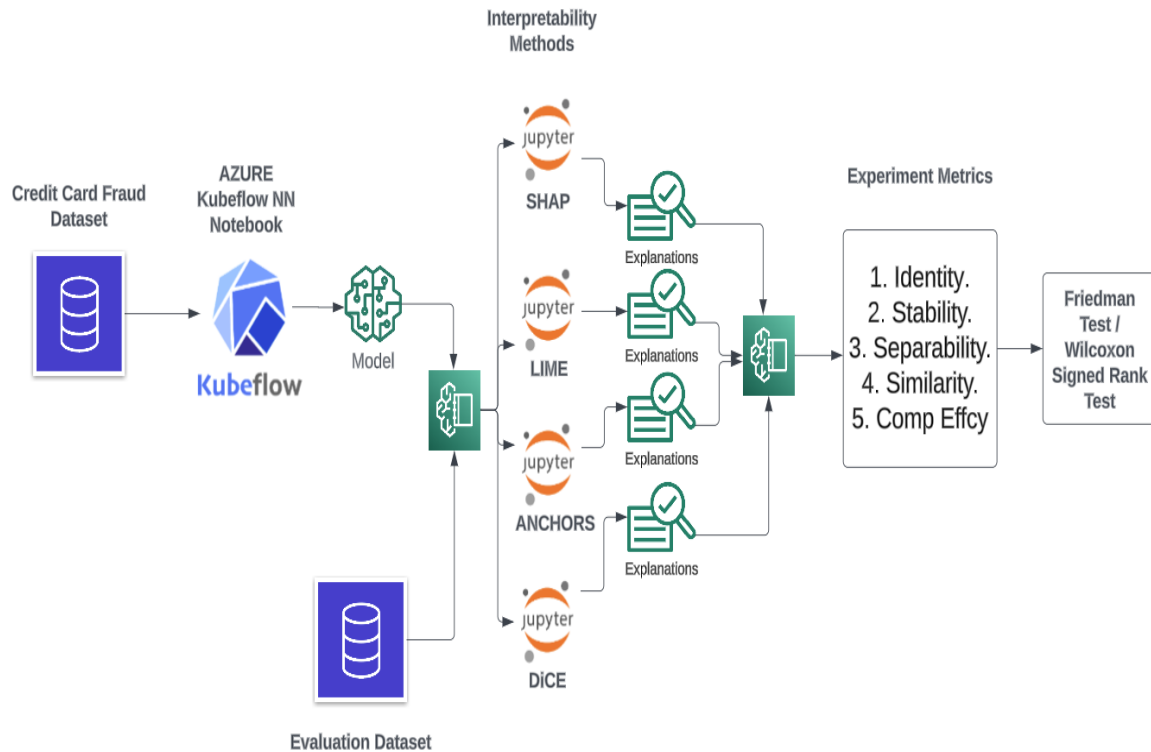 Interpretability
Methods
Credit Card Fraud
Dataset
AZURE
Kubeflow NN
Notebook
Kubeflow
Model
jupyter
SHAP
jupyter
LIME
jupyter
ANCHORS
jupyter
DiCE
Explanations
Explanations
Explanations
Explanations
Evaluation Dataset
Experiment Metrics
1. Identity.
2. Stability.
3. Separability.
4. Similarity.
5. Comp Effcy
Friedman
Test /
Wilcoxon
Signed Rank
Test